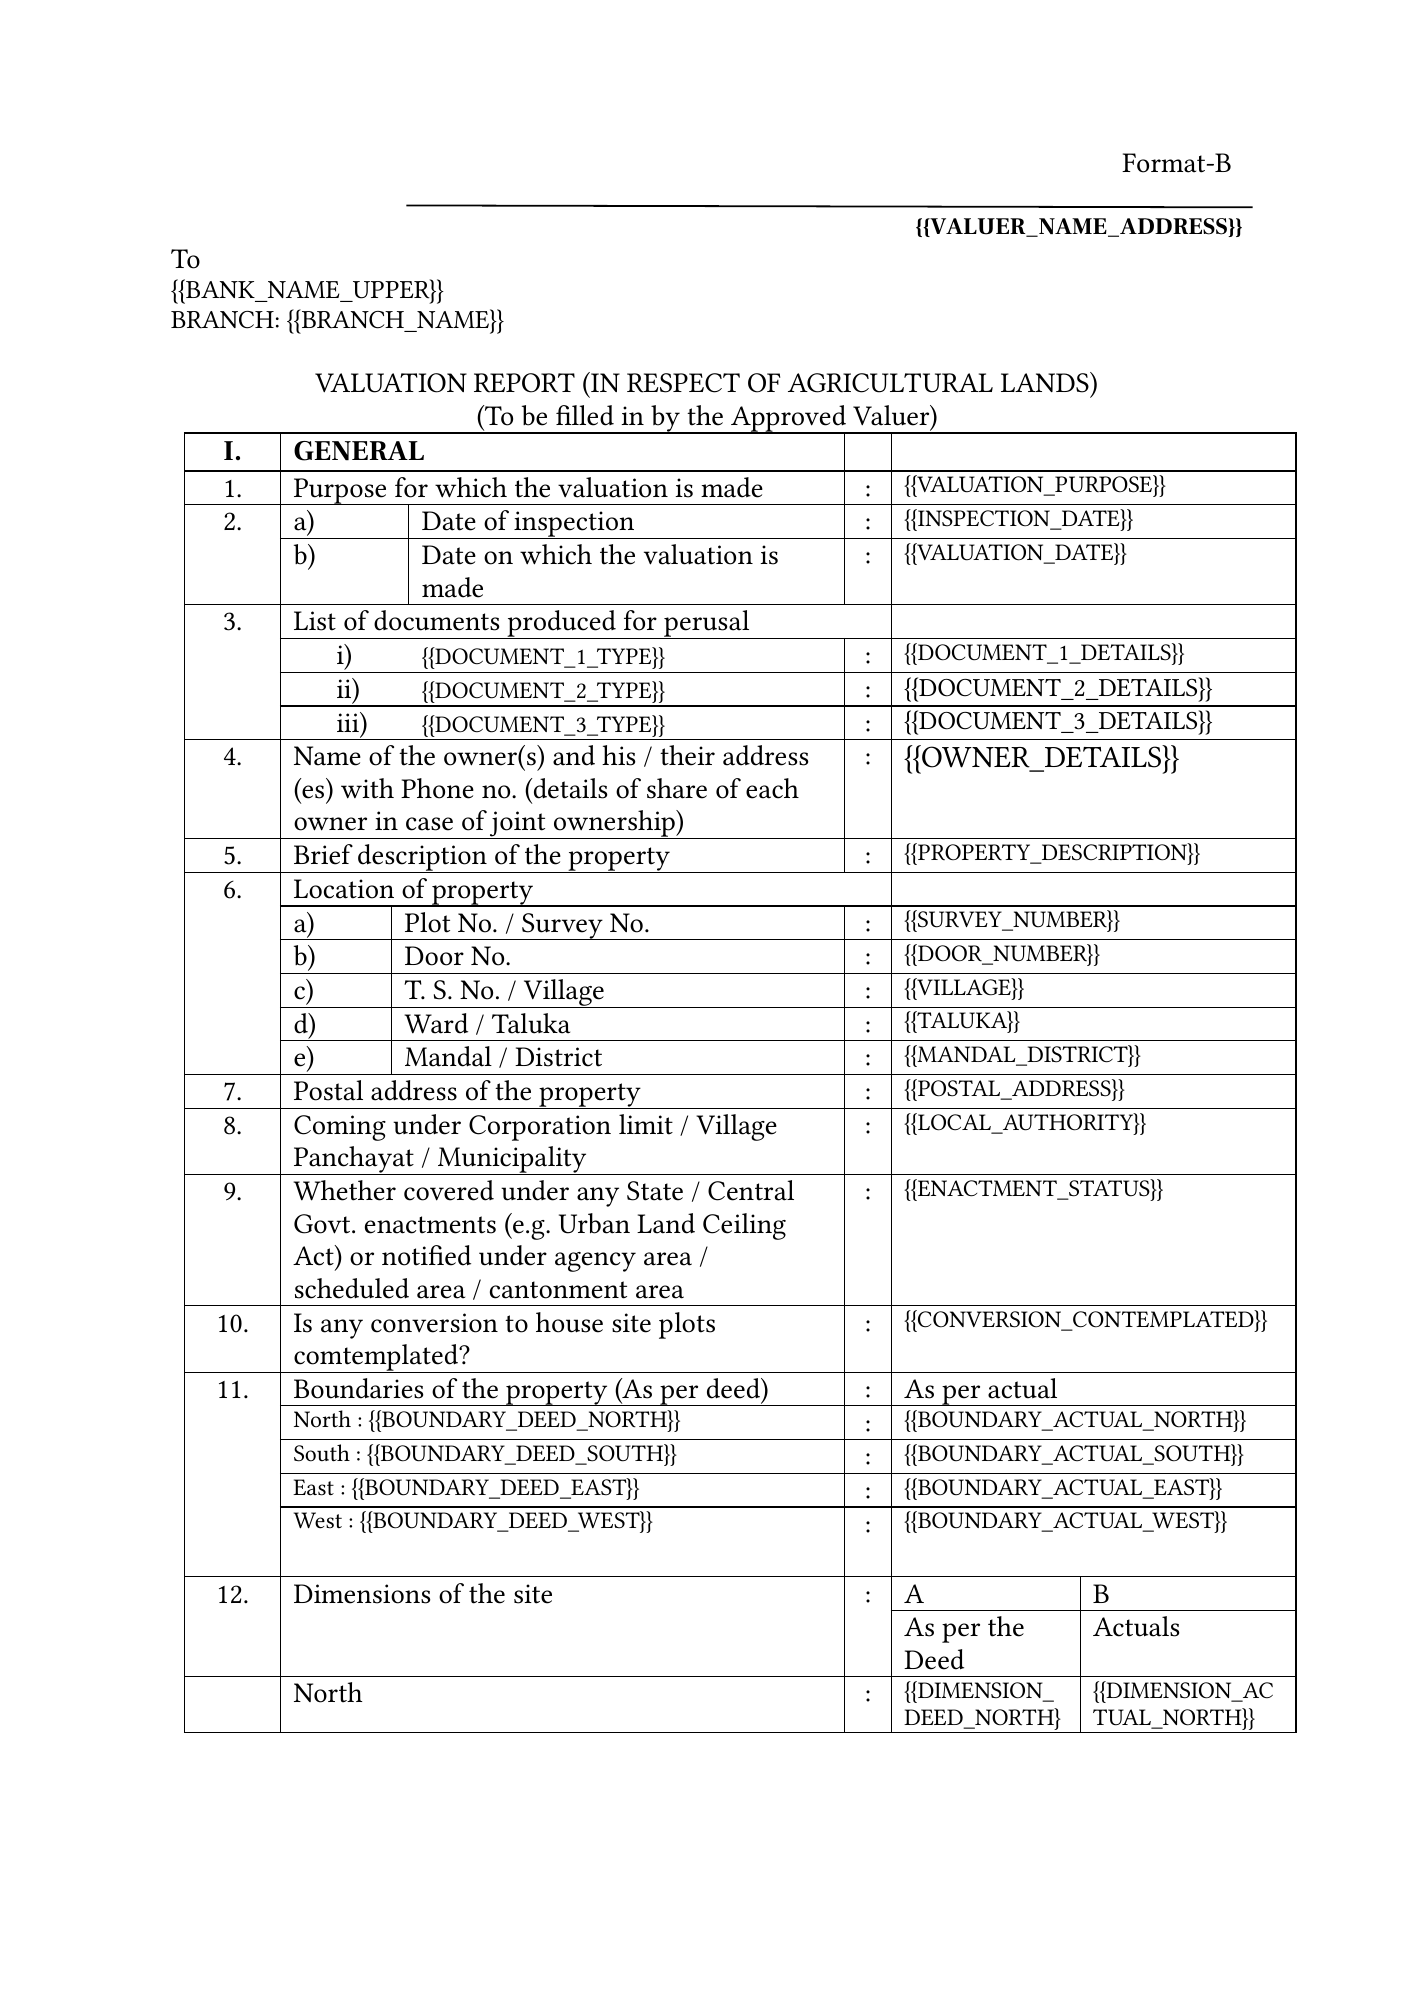 Format-B
{{VALUER_NAME_ADDRESS}}
To
{{BANK_NAME_UPPER}}
BRANCH: {{BRANCH_NAME}}
VALUATION REPORT (IN RESPECT OF AGRICULTURAL LANDS)
(To be filled in by the Approved Valuer)
I. GENERAL
1. Purpose for which the valuation is made : {{VALUATION_PURPOSE}}
2. a) Date of inspection : {{INSPECTION_DATE}}
b) Date on which the valuation is : {{VALUATION_DATE}}
made
3. List of documents produced for perusal
i) {{DOCUMENT_1_TYPE}} : {{DOCUMENT_1_DETAILS}}
ii) {{DOCUMENT_2_TYPE}} : {{DOCUMENT_2_DETAILS}}
iii) {{DOCUMENT_3_TYPE}} : {{DOCUMENT_3_DETAILS}}
4. Name of the owner(s) and his / their address : {{OWNER_DETAILS}}
(es) with Phone no. (details of share of each
owner in case of joint ownership)
5. Brief description of the property : {{PROPERTY_DESCRIPTION}}
6. Location of property
a) Plot No. / Survey No. : {{SURVEY_NUMBER}}
b) Door No. : {{DOOR_NUMBER}}
c) T. S. No. / Village : {{VILLAGE}}
d) Ward / Taluka : {{TALUKA}}
e) Mandal / District : {{MANDAL_DISTRICT}}
7. Postal address of the property : {{POSTAL_ADDRESS}}
8. Coming under Corporation limit / Village : {{LOCAL_AUTHORITY}}
Panchayat / Municipality
9. Whether covered under any State / Central : {{ENACTMENT_STATUS}}
Govt. enactments (e.g. Urban Land Ceiling
Act) or notified under agency area /
scheduled area / cantonment area
10. Is any conversion to house site plots : {{CONVERSION_CONTEMPLATED}}
comtemplated?
11. Boundaries of the property (As per deed) : As per actual
North : {{BOUNDARY_DEED_NORTH}} : {{BOUNDARY_ACTUAL_NORTH}}
South : {{BOUNDARY_DEED_SOUTH}} : {{BOUNDARY_ACTUAL_SOUTH}}
East : {{BOUNDARY_DEED_EAST}} : {{BOUNDARY_ACTUAL_EAST}}
West : {{BOUNDARY_DEED_WEST}} : {{BOUNDARY_ACTUAL_WEST}}
12. Dimensions of the site : A B
As per the Actuals
Deed
North : {{DIMENSION_ {{DIMENSION_AC
DEED_NORTH} TUAL_NORTH}}